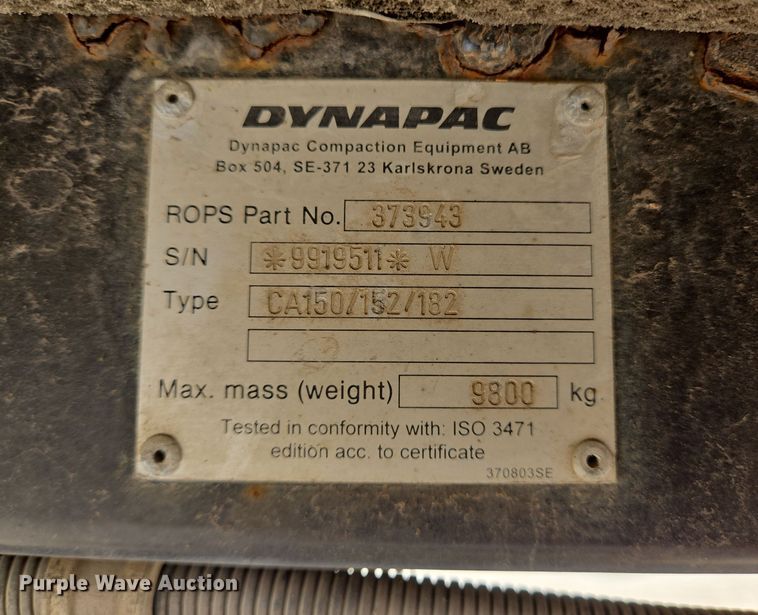 DYNAPAC
Dynapac Compaction Equipment AB
Box 504, SE-371 23 Karlskrona Sweden
ROPS Part No. 373943
S/N *9919511* W
Type CA150/152/182
Max. mass (weight) 9800 kg
Tested in conformity with: ISO 3471
edition acc. to certificate
370803SE
Purple Wave Auction